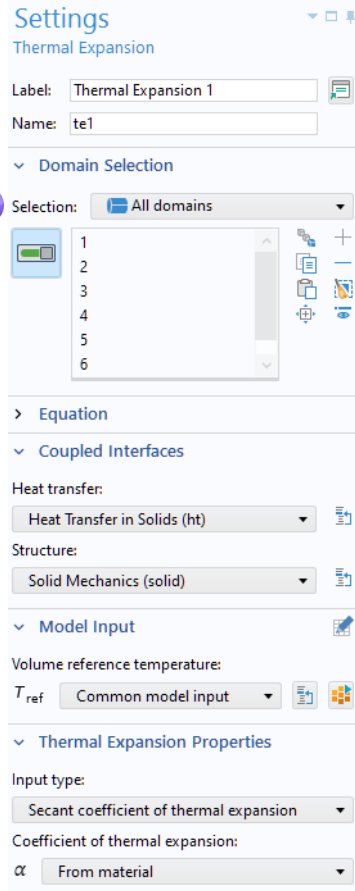 Settings
Thermal Expansion
Label: Thermal Expansion 1
Name: te1
Domain Selection
Selection: All domains
1
2
3
4
5
6
Equation
Coupled Interfaces
Heat transfer:
Heat Transfer in Solids (ht)
Structure:
Solid Mechanics (solid)
Model Input
Volume reference temperature:
T ref Common model input
Thermal Expansion Properties
Input type:
Secant coefficient of thermal expansion
Coefficient of thermal expansion:
α From material